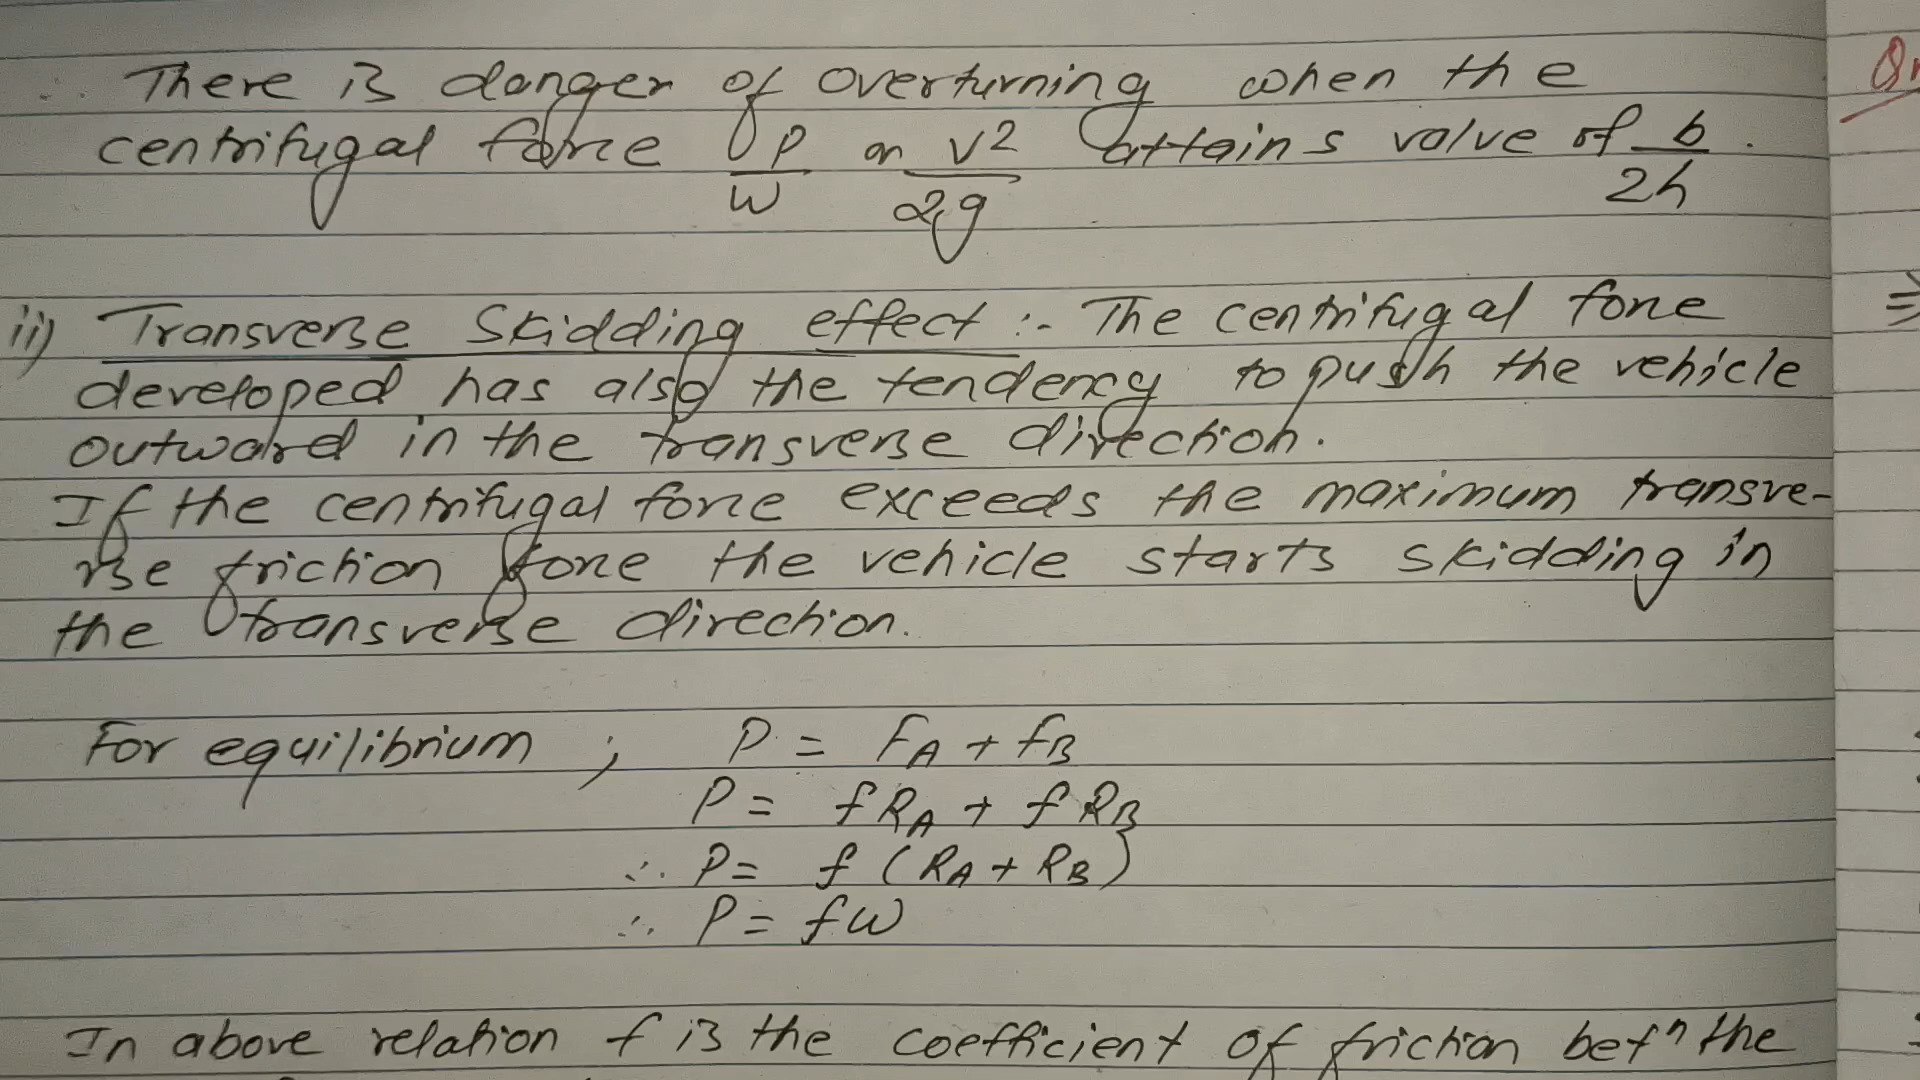 ∴ There is danger of overturning when the
centrifugal force P/W or V²/2g attains value of b/2h.
ii) Transverse Skidding effect :- The centrifugal force
developed has also the tendency to push the vehicle
outward in the transverse direction.
If the centrifugal force exceeds the maximum transve-
rse friction force the vehicle starts skidding in
the transverse direction.
For equilibrium ; P = FA + fB
P = fRA + fRB
∴ P = f (RA + RB)
∴ P = fW
In above relation f is the coefficient of friction betⁿ the